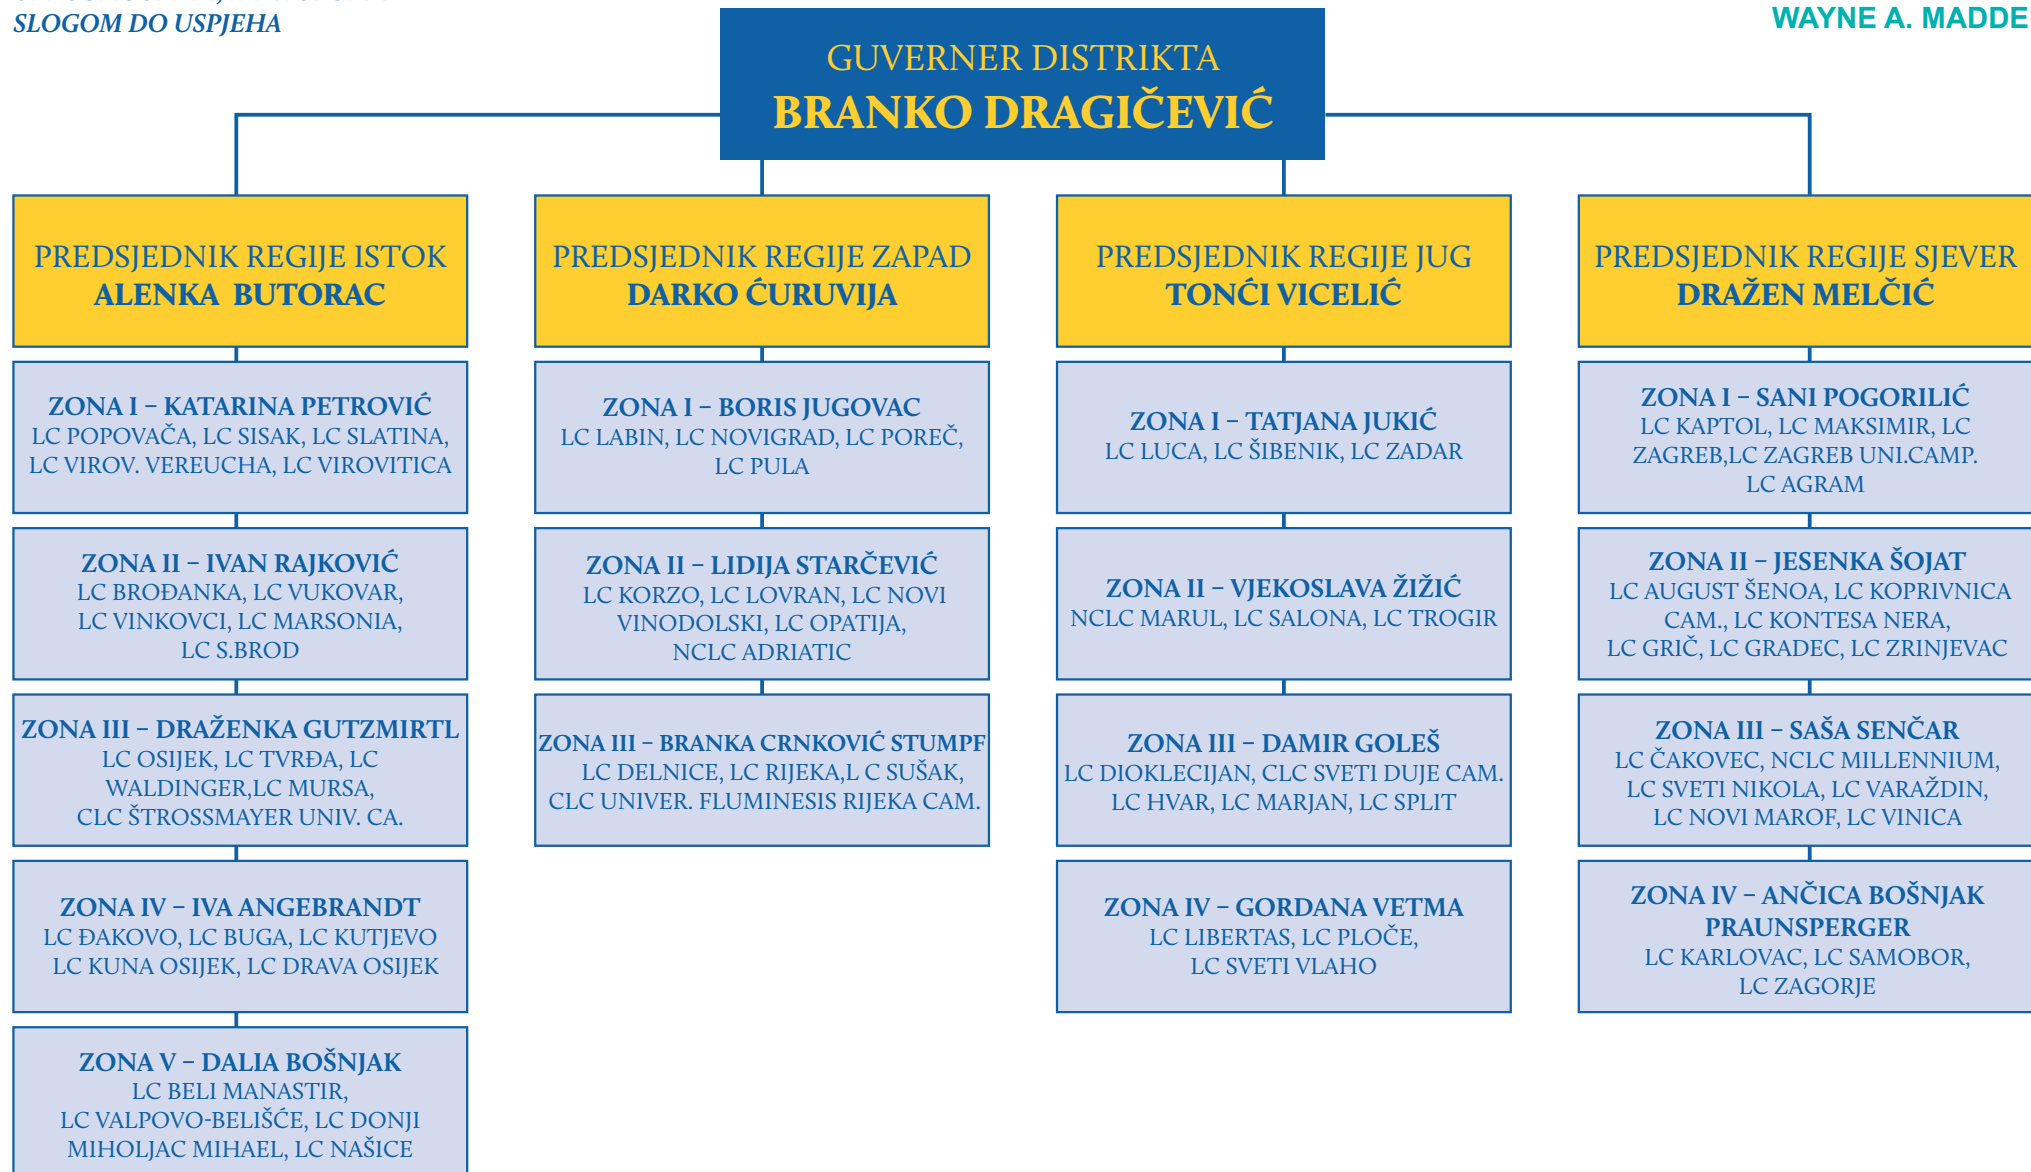 SLOGOM DO USPJEHA
WAYNE A. MADDE
GUVERNER DISTRIKTA
BRANKO DRAGIČEVIĆ
PREDSJEDNIK REGIJE ISTOK
ALENKA BUTORAC
ZONA I – KATARINA PETROVIĆ
LC POPOVAČA, LC SISAK, LC SLATINA,
LC VIROV. VEREUCHA, LC VIROVITICA
ZONA II – IVAN RAJKOVIĆ
LC BROĐANKA, LC VUKOVAR,
LC VINKOVCI, LC MARSONIA,
LC S.BROD
ZONA III – DRAŽENKA GUTZMIRTL
LC OSIJEK, LC TVRĐA, LC
WALDINGER,LC MURSA,
CLC ŠTROSSMAYER UNIV. CA.
ZONA IV – IVA ANGEBRANDT
LC ĐAKOVO, LC BUGA, LC KUTJEVO
LC KUNA OSIJEK, LC DRAVA OSIJEK
ZONA V – DALIA BOŠNJAK
LC BELI MANASTIR,
LC VALPOVO-BELIŠĆE, LC DONJI
MIHOLJAC MIHAEL, LC NAŠICE
PREDSJEDNIK REGIJE ZAPAD
DARKO ĆURUVIJA
ZONA I – BORIS JUGOVAC
LC LABIN, LC NOVIGRAD, LC POREČ,
LC PULA
ZONA II – LIDIJA STARČEVIĆ
LC KORZO, LC LOVRAN, LC NOVI
VINODOLSKI, LC OPATIJA,
NCLC ADRIATIC
ZONA III – BRANKA CRNKOVIĆ STUMPF
LC DELNICE, LC RIJEKA,L C SUŠAK,
CLC UNIVER. FLUMINESIS RIJEKA CAM.
PREDSJEDNIK REGIJE JUG
TONĆI VICELIĆ
ZONA I – TATJANA JUKIĆ
LC LUCA, LC ŠIBENIK, LC ZADAR
ZONA II – VJEKOSLAVA ŽIŽIĆ
NCLC MARUL, LC SALONA, LC TROGIR
ZONA III – DAMIR GOLEŠ
LC DIOKLECIJAN, CLC SVETI DUJE CAM.
LC HVAR, LC MARJAN, LC SPLIT
ZONA IV – GORDANA VETMA
LC LIBERTAS, LC PLOČE,
LC SVETI VLAHO
PREDSJEDNIK REGIJE SJEVER
DRAŽEN MELČIĆ
ZONA I – SANI POGORILIĆ
LC KAPTOL, LC MAKSIMIR, LC
ZAGREB,LC ZAGREB UNI.CAMP.
LC AGRAM
ZONA II – JESENKA ŠOJAT
LC AUGUST ŠENOA, LC KOPRIVNICA
CAM., LC KONTESA NERA,
LC GRIČ, LC GRADEC, LC ZRINJEVAC
ZONA III – SAŠA SENČAR
LC ČAKOVEC, NCLC MILLENNIUM,
LC SVETI NIKOLA, LC VARAŽDIN,
LC NOVI MAROF, LC VINICA
ZONA IV – ANČICA BOŠNJAK
PRAUNSPERGER
LC KARLOVAC, LC SAMOBOR,
LC ZAGORJE